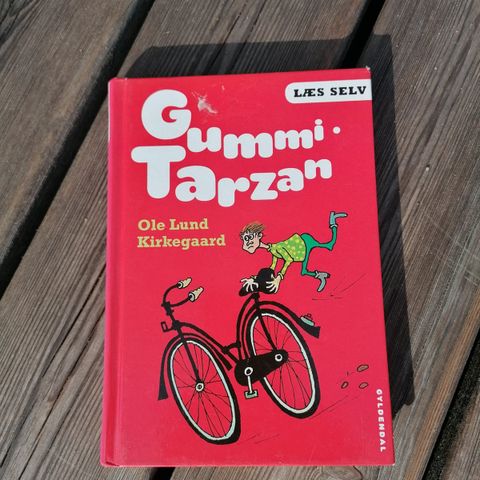 LÆS SELV
Gummi-
Tarzan
Ole Lund
Kirkegaard
GYLDENDAL